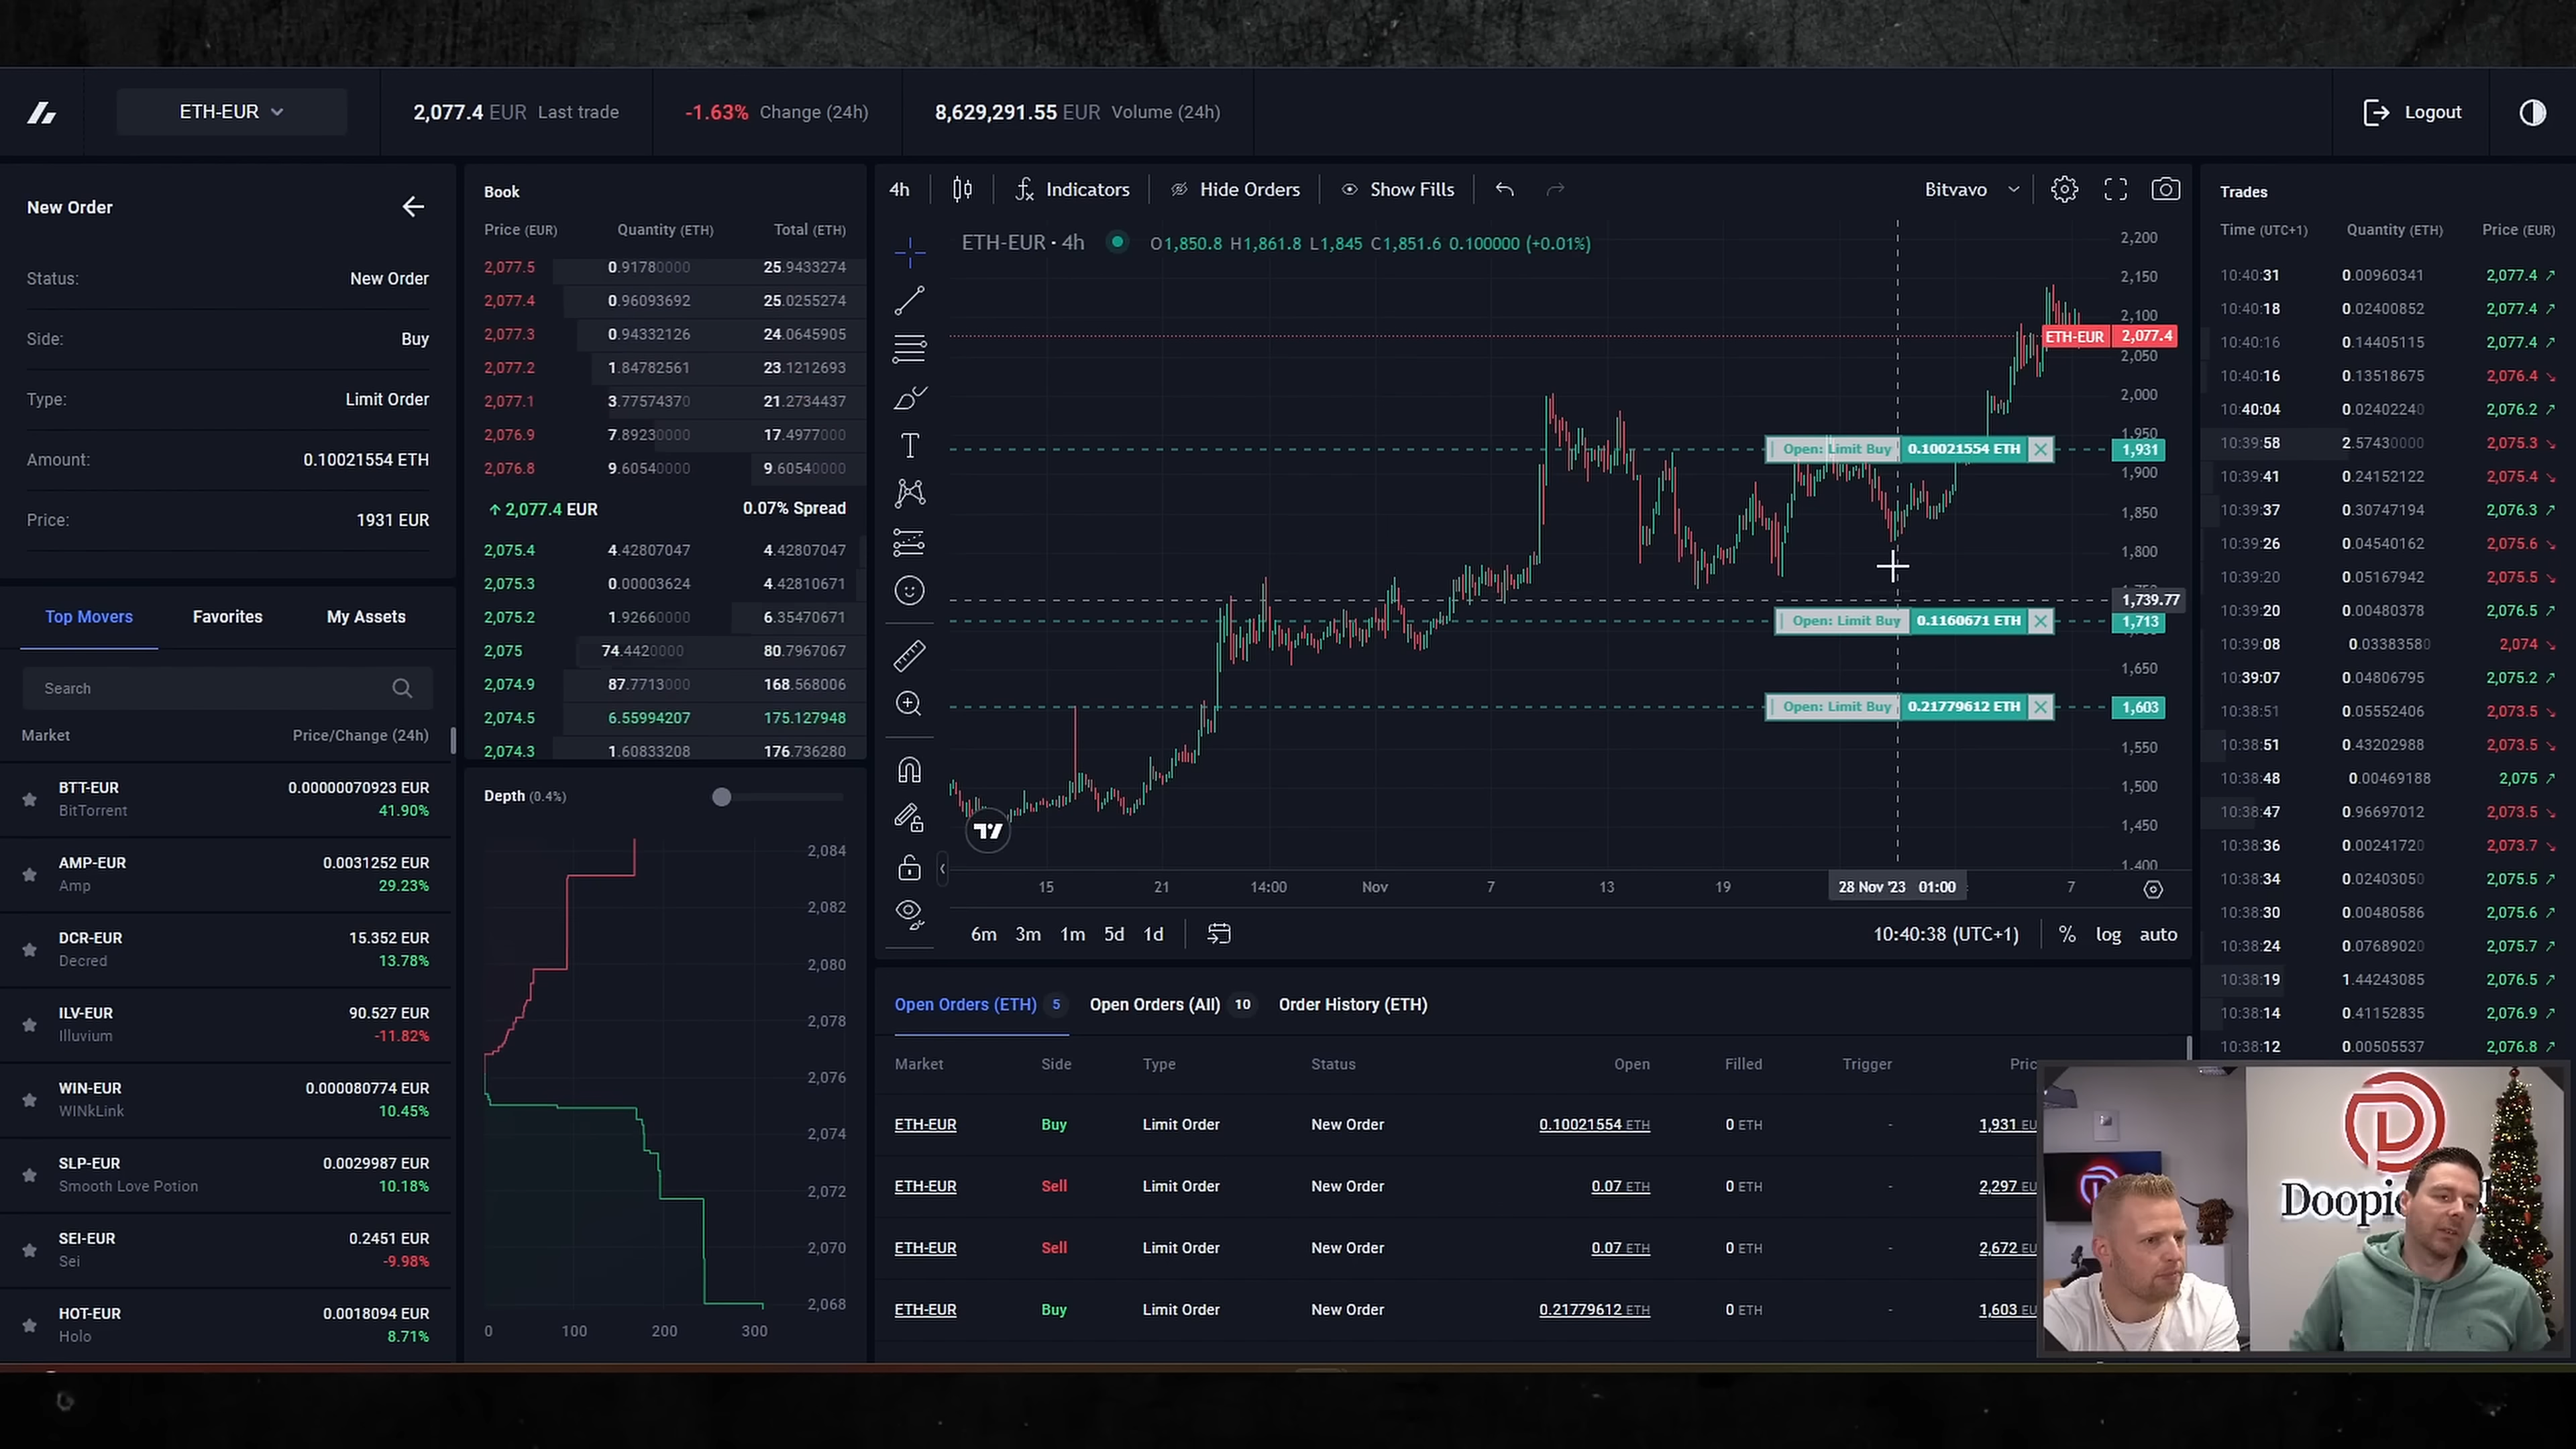 ETH-EUR
2,077.4 EUR Last trade
-1.63% Change (24h)
8,629,291.55 EUR Volume (24h)
Logout
New Order
Status: New Order
Side: Buy
Type: Limit Order
Amount: 0.10021554 ETH
Price: 1931 EUR
Top Movers Favorites My Assets
Search
Market Price/Change (24h)
BTT-EUR 0.00000070923 EUR
BitTorrent 41.90%
AMP-EUR 0.0031252 EUR
Amp 29.23%
DCR-EUR 15.352 EUR
Decred 13.78%
ILV-EUR 90.527 EUR
Illuvium -11.82%
WIN-EUR 0.000080774 EUR
WINkLink 10.45%
SLP-EUR 0.0029987 EUR
Smooth Love Potion 10.18%
SEI-EUR 0.2451 EUR
Sei -9.98%
HOT-EUR 0.0018094 EUR
Holo 8.71%
Book
Price (EUR) Quantity (ETH) Total (ETH)
2,077.5 0.91780000 25.9433274
2,077.4 0.96093692 25.0255274
2,077.3 0.94332126 24.0645905
2,077.2 1.84782561 23.1212693
2,077.1 3.77574370 21.2734437
2,076.9 7.89230000 17.4977000
2,076.8 9.60540000 9.60540000
2,077.4 EUR 0.07% Spread
2,075.4 4.42807047 4.42807047
2,075.3 0.00003624 4.42810671
2,075.2 1.92660000 6.35470671
2,075 74.4420000 80.7967067
2,074.9 87.7713000 168.568006
2,074.5 6.55994207 175.127948
2,074.3 1.60833208 176.736280
Depth (0.4%)
2,084
2,082
2,080
2,078
2,076
2,074
2,072
2,070
2,068
0 100 200 300
4h Indicators Hide Orders Show Fills Bitvavo
ETH-EUR · 4h O1,850.8 H1,861.8 L1,845 C1,851.6 0.100000 (+0.01%)
2,200
2,150
2,100
ETH-EUR 2,077.4
2,050
2,000
1,950
Open: Limit Buy 0.10021554 ETH 1,931
1,900
1,850
1,800
1,739.77
Open: Limit Buy 0.1160671 ETH 1,713
1,650
Open: Limit Buy 0.21779612 ETH 1,603
1,550
1,500
1,450
1,400
15 21 14:00 Nov 7 13 19 28 Nov '23 01:00 7
6m 3m 1m 5d 1d 10:40:38 (UTC+1) % log auto
Open Orders (ETH) 5 Open Orders (All) 10 Order History (ETH)
Market Side Type Status Open Filled Trigger
ETH-EUR Buy Limit Order New Order 0.10021554 ETH 0 ETH - 1,931
ETH-EUR Sell Limit Order New Order 0.07 ETH 0 ETH - 2,297
ETH-EUR Sell Limit Order New Order 0.07 ETH 0 ETH - 2,672
ETH-EUR Buy Limit Order New Order 0.21779612 ETH 0 ETH - 1,603
Trades
Time (UTC+1) Quantity (ETH) Price (EUR)
10:40:31 0.00960341 2,077.4
10:40:18 0.02400852 2,077.4
10:40:16 0.14405115 2,077.4
10:40:16 0.13518675 2,076.4
10:40:04 0.02402240 2,076.2
10:39:58 2.57430000 2,075.3
10:39:41 0.24152122 2,075.4
10:39:37 0.30747194 2,076.3
10:39:26 0.04540162 2,075.6
10:39:20 0.05167942 2,075.5
10:39:20 0.00480378 2,076.5
10:39:08 0.03383580 2,074
10:39:07 0.04806795 2,075.2
10:38:51 0.05552406 2,073.5
10:38:51 0.43202988 2,073.5
10:38:48 0.00469188 2,075
10:38:47 0.96697012 2,073.5
10:38:36 0.00241720 2,073.7
10:38:34 0.02403050 2,075.5
10:38:30 0.00480586 2,075.6
10:38:24 0.07689020 2,075.7
10:38:19 1.44243085 2,076.5
10:38:14 0.41152835 2,076.9
10:38:12 0.00505537 2,076.8